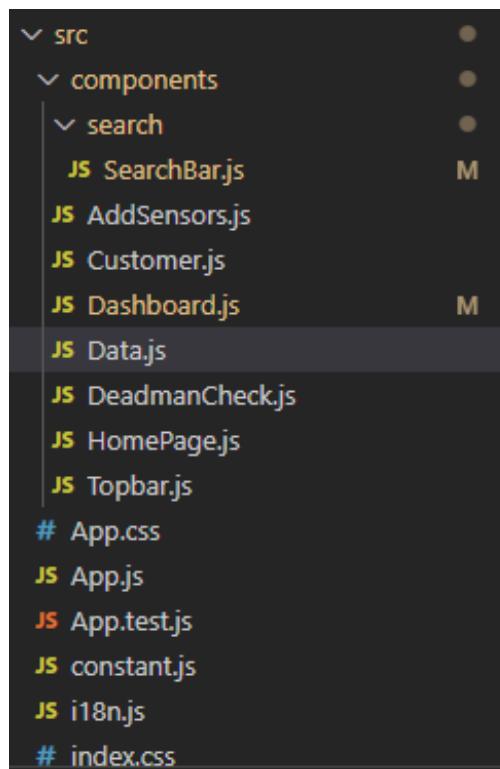 src
components
search
JS SearchBar.js M
JS AddSensors.js
JS Customer.js
JS Dashboard.js M
JS Data.js
JS DeadmanCheck.js
JS HomePage.js
JS Topbar.js
# App.css
JS App.js
JS App.test.js
JS constant.js
JS i18n.js
# index.css